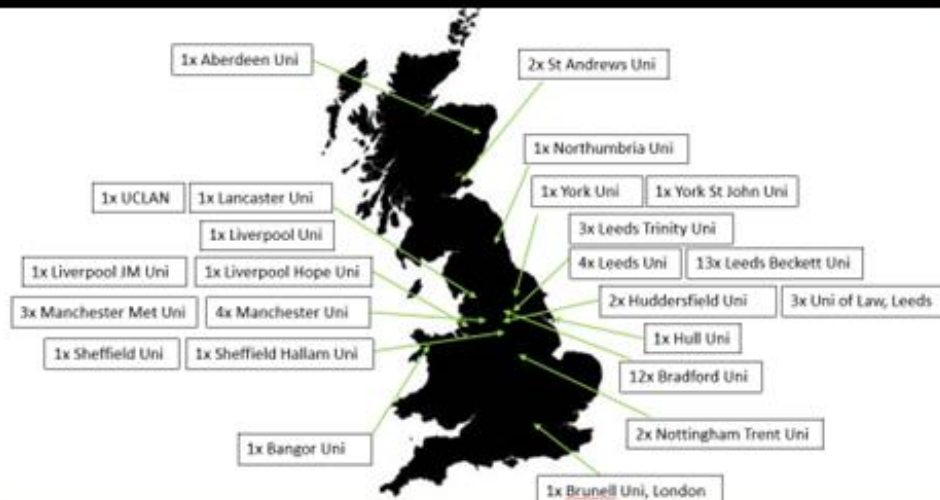 1x Aberdeen Uni
2x St Andrews Uni
1x Northumbria Uni
1x UCLAN
1x Lancaster Uni
1x York Uni
1x York St John Uni
1x Liverpool Uni
3x Leeds Trinity Uni
1x Liverpool JM Uni
1x Liverpool Hope Uni
4x Leeds Uni
13x Leeds Beckett Uni
3x Manchester Met Uni
4x Manchester Uni
2x Huddersfield Uni
3x Uni of Law, Leeds
1x Sheffield Uni
1x Sheffield Hallam Uni
1x Hull Uni
12x Bradford Uni
1x Bangor Uni
2x Nottingham Trent Uni
1x Brunell Uni, London